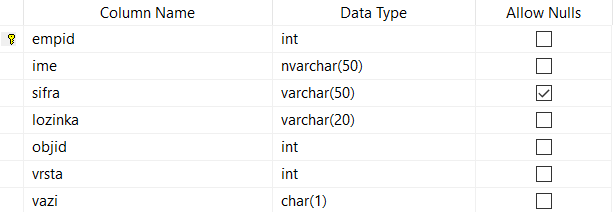 Column Name Data Type Allow Nulls
empid int
ime nvarchar(50)
sifra varchar(50)
lozinka varchar(20)
objid int
vrsta int
vazi char(1)